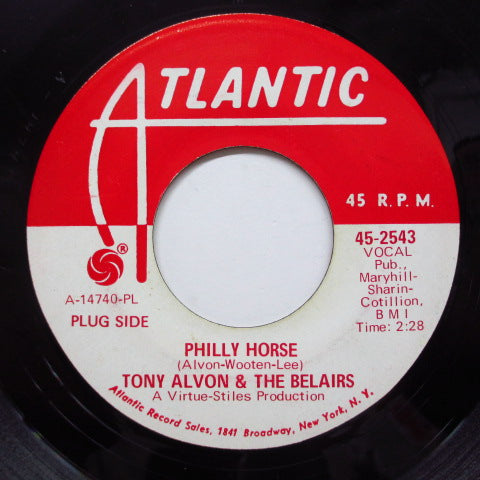 ATLANTIC
45 R.P.M.
®
45-2543
VOCAL
Pub.,
Maryhill-
Sharin-
Cotillion,
BMI
Time: 2:28
A-14740-PL
PLUG SIDE
PHILLY HORSE
(Alvon-Wooten-Lee)
TONY ALVON & THE BELAIRS
A Virtue-Stiles Production
Atlantic Record Sales, 1841 Broadway, New York, N.Y.